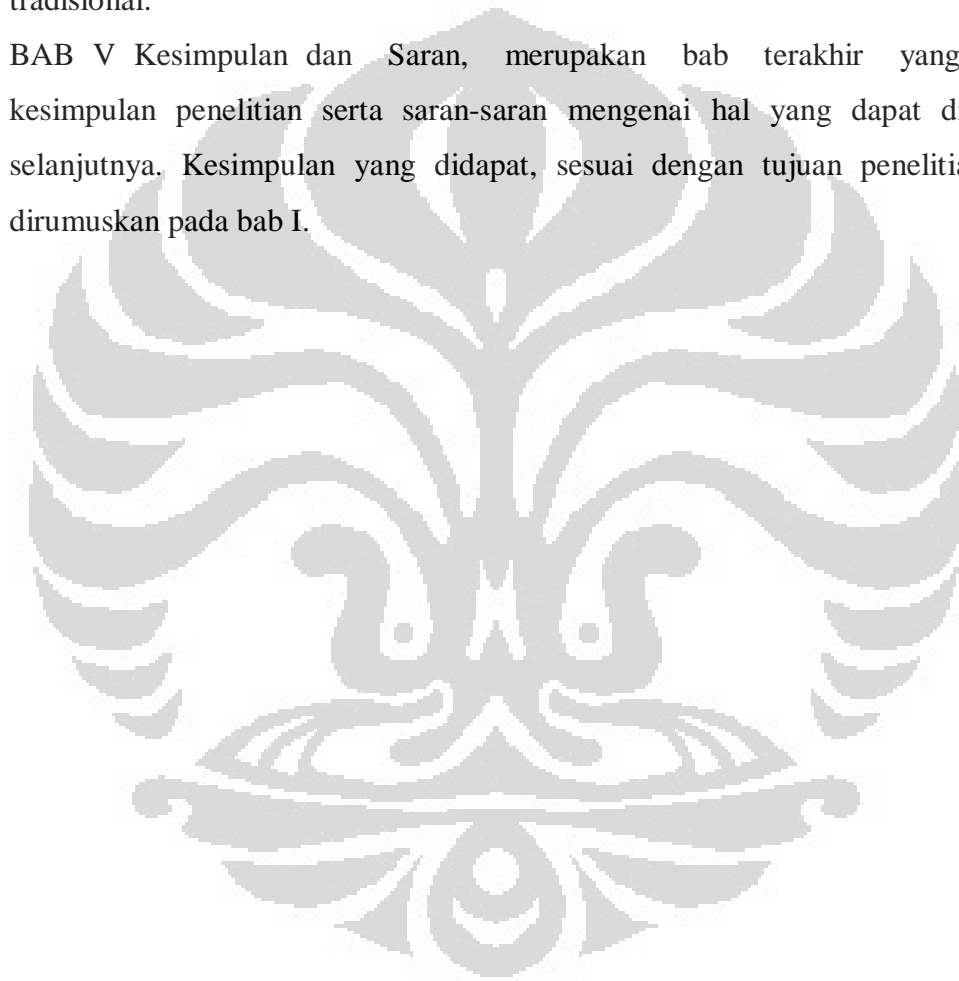 tradisional.
BAB V Kesimpulan dan Saran, merupakan bab terakhir yang
kesimpulan penelitian serta saran-saran mengenai hal yang dapat
selanjutnya. Kesimpulan yang didapat, sesuai dengan tujuan
dirumuskan pada bab I.